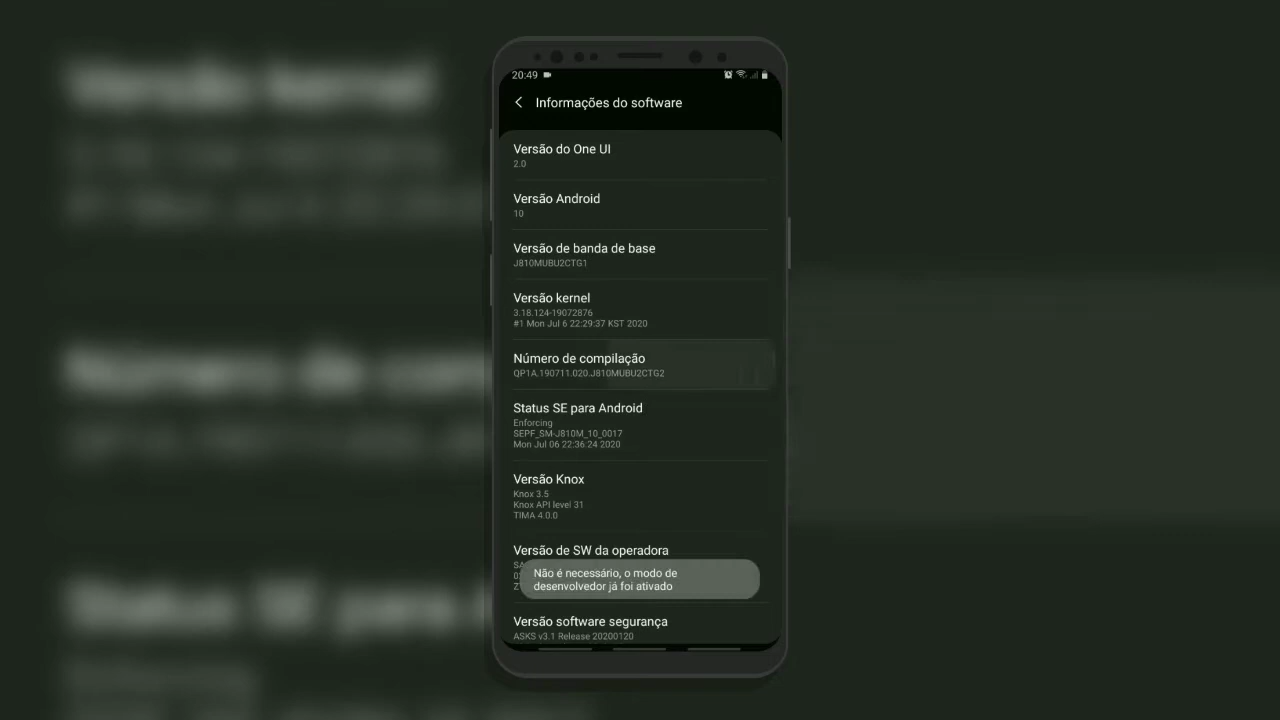 20:49
Informações do software
Versão do One UI
2.0
Versão Android
10
Versão de banda de base
J810MUBU2CTG1
Versão kernel
3.18.124-19072876
#1 Mon Jul 6 22:29:37 KST 2020
Número de compilação
QP1A.190711.020.J810MUBU2CTG2
Status SE para Android
Enforcing
SEPF_SM-J810M_10_0017
Mon Jul 06 22:36:24 2020
Versão Knox
Knox 3.5
Knox API level 31
TIMA 4.0.0
Versão de SW da operadora
Não é necessário, o modo de
desenvolvedor já foi ativado
Versão software segurança
ASKS v3.1 Release 20200120